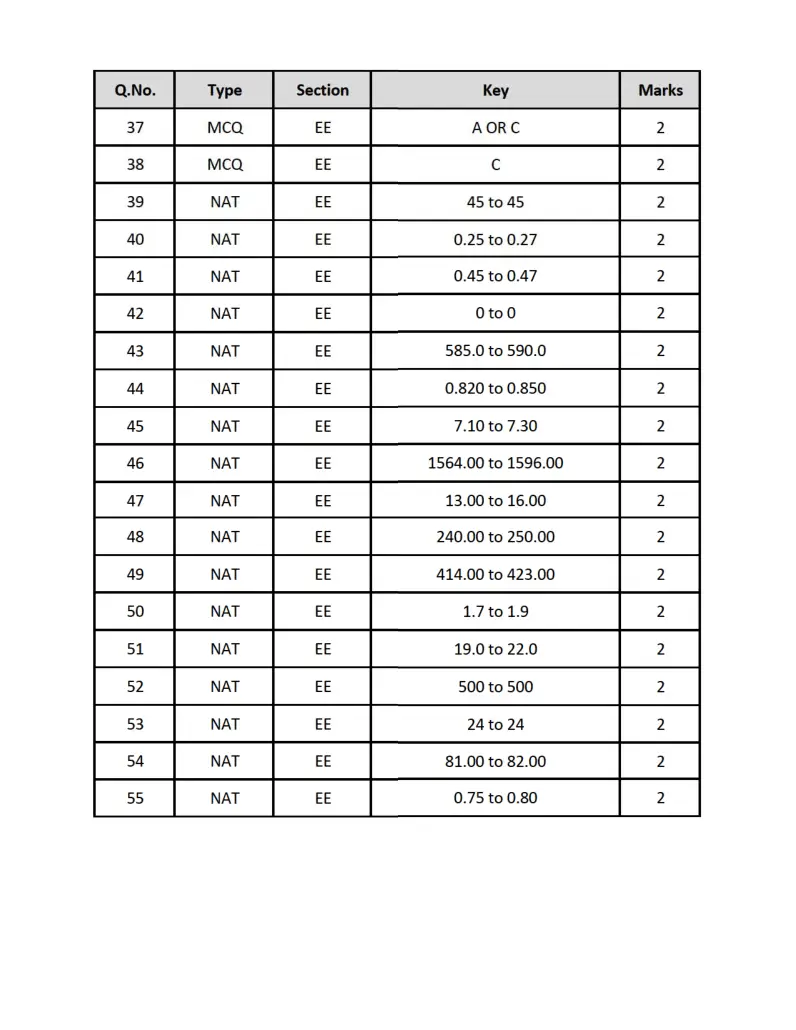 Q.No. Type Section Key Marks
37 MCQ EE A OR C 2
38 MCQ EE C 2
39 NAT EE 45 to 45 2
40 NAT EE 0.25 to 0.27 2
41 NAT EE 0.45 to 0.47 2
42 NAT EE 0 to 0 2
43 NAT EE 585.0 to 590.0 2
44 NAT EE 0.820 to 0.850 2
45 NAT EE 7.10 to 7.30 2
46 NAT EE 1564.00 to 1596.00 2
47 NAT EE 13.00 to 16.00 2
48 NAT EE 240.00 to 250.00 2
49 NAT EE 414.00 to 423.00 2
50 NAT EE 1.7 to 1.9 2
51 NAT EE 19.0 to 22.0 2
52 NAT EE 500 to 500 2
53 NAT EE 24 to 24 2
54 NAT EE 81.00 to 82.00 2
55 NAT EE 0.75 to 0.80 2